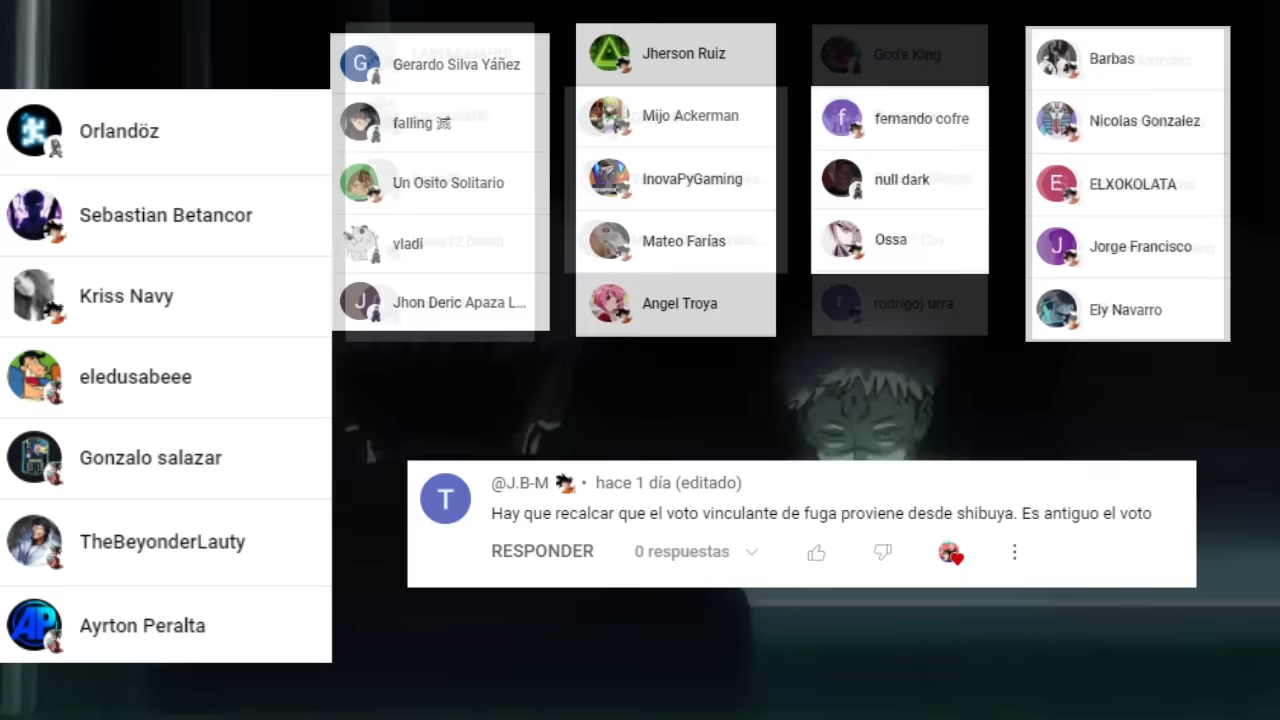 Orlandöz
Sebastian Betancor
Kriss Navy
eledusabeee
Gonzalo salazar
TheBeyonderLauty
AP
Ayrton Peralta
G
Gerardo Silva Yáñez
falling 滅
Un Osito Solitario
vladi
J
Jhon Deric Apaza L...
Jherson Ruiz
Mijo Ackerman
InovaPyGaming
Mateo Farías
Angel Troya
God's King
f
fernando cofre
null dark
Ossa
r
rodrigoj urra
Barbas
Nicolas Gonzalez
E
ELXOKOLATA
J
Jorge Francisco
Ely Navarro
T
@J.B-M • hace 1 día (editado)
Hay que recalcar que el voto vinculante de fuga proviene desde shibuya. Es antiguo el voto
RESPONDER 0 respuestas